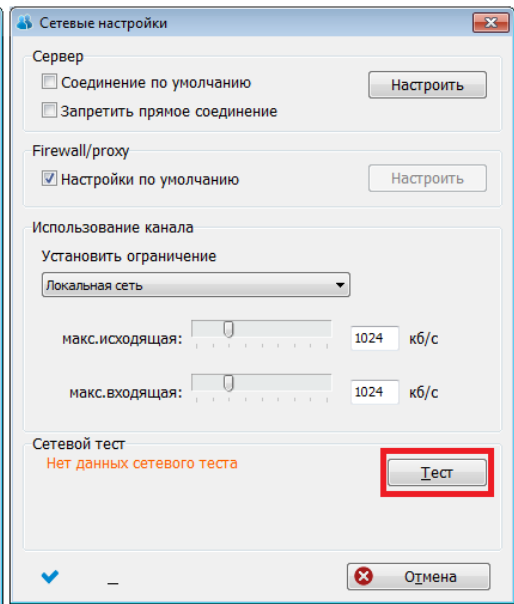 Сетевые настройки
Сервер
Соединение по умолчанию
Настроить
Запретить прямое соединение
Firewall/proxy
Настройки по умолчанию
Настроить
Использование канала
Установить ограничение
Локальная сеть
макс.исходящая: 1024 кб/с
макс.входящая: 1024 кб/с
Сетевой тест
Нет данных сетевого теста
Тест
Отмена